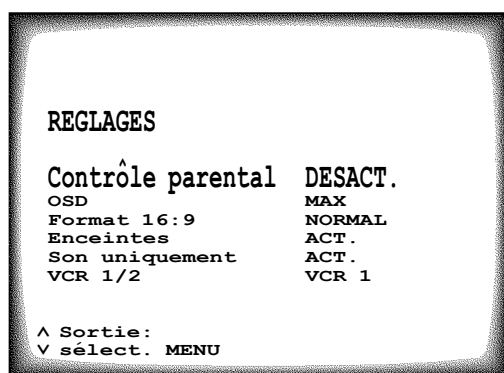 REGLAGES
Contrôle parental DESACT.
OSD MAX
Format 16:9 NORMAL
Enceintes ACT.
Son uniquement ACT.
VCR 1/2 VCR 1
∧ Sortie:
∨ sélect. MENU